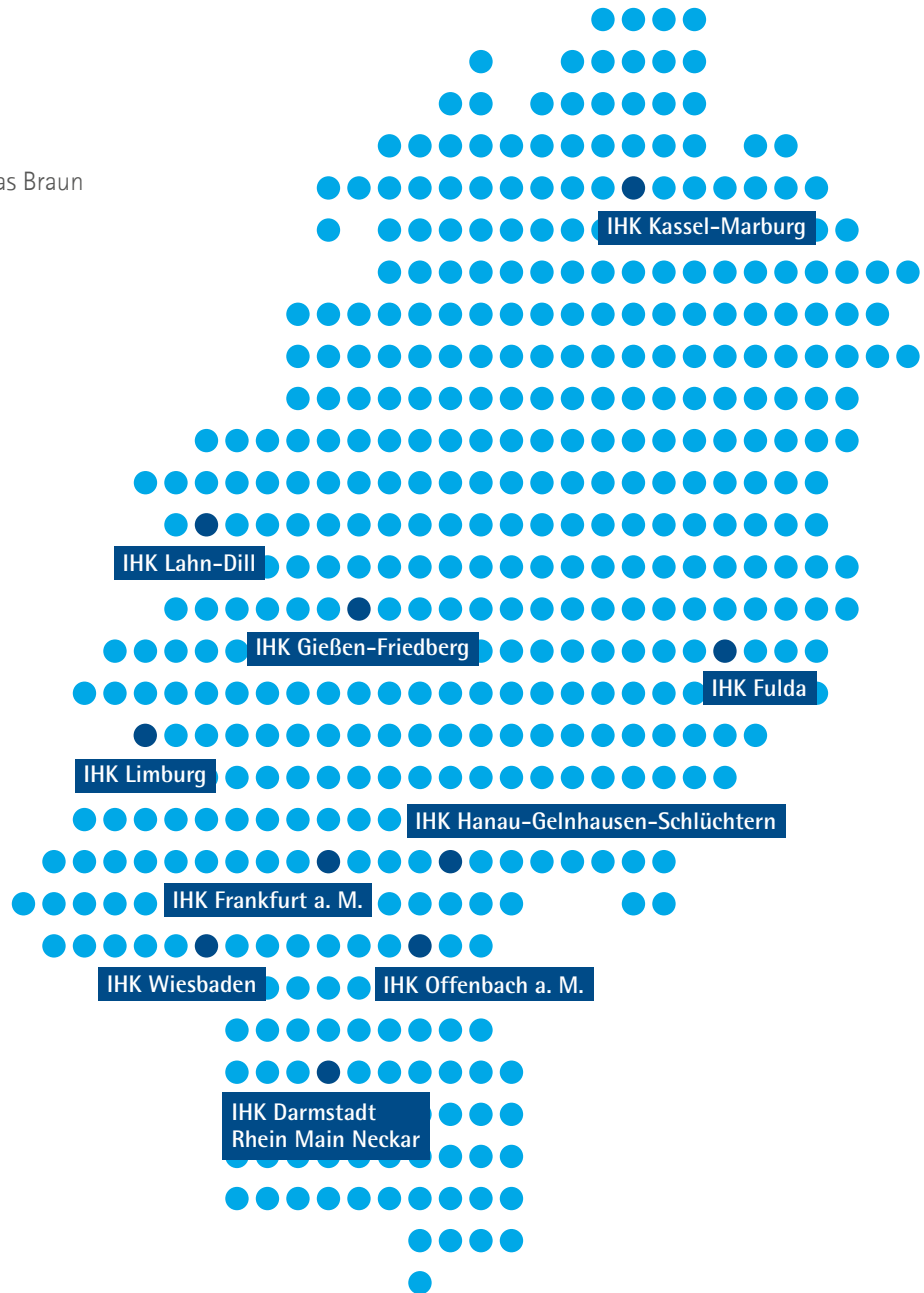 as Braun
IHK Kassel-Marburg
IHK Lahn-Dill
IHK Gießen-Friedberg
IHK Fulda
IHK Limburg
IHK Hanau-Gelnhausen-Schlüchtern
IHK Frankfurt a. M.
IHK Wiesbaden
IHK Offenbach a. M.
IHK Darmstadt
Rhein Main Neckar